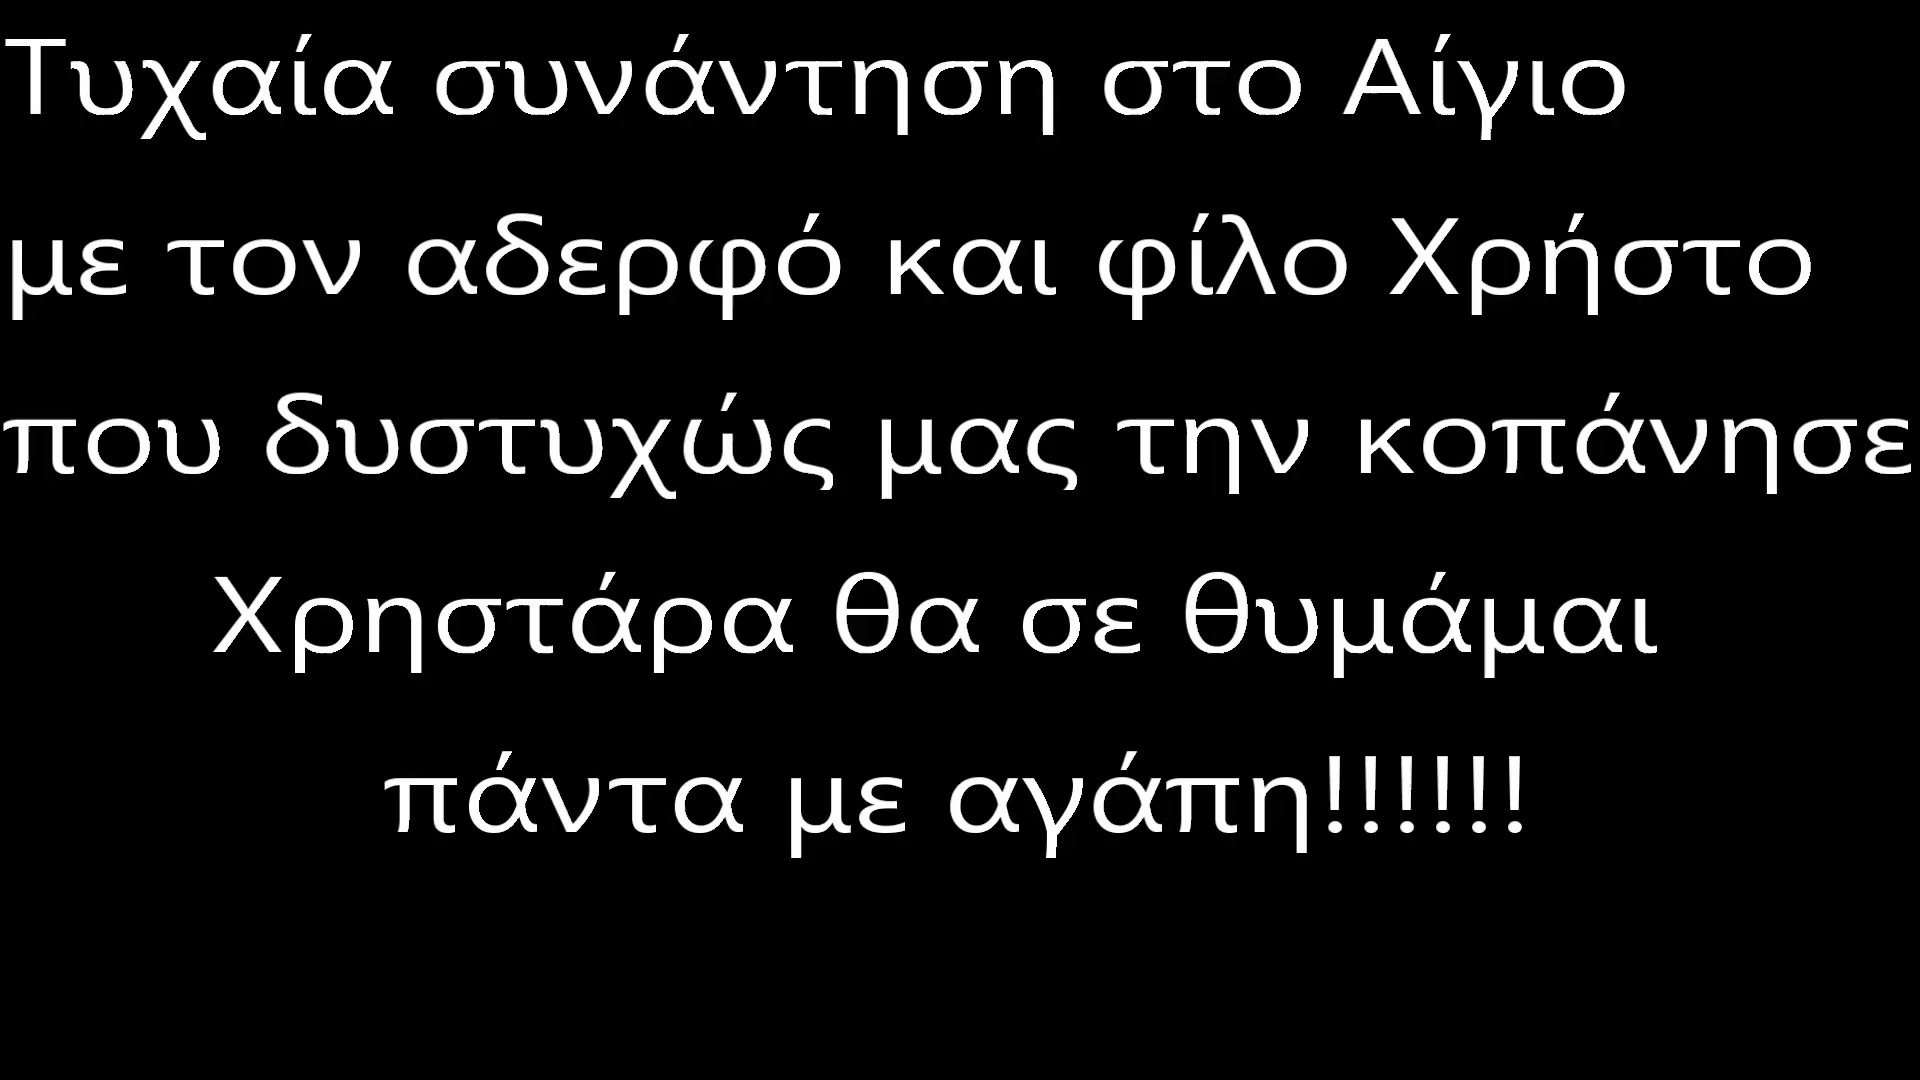 Τυχαία συνάντηση στο Αίγιο
με τον αδερφό και φίλο Χρήστο
που δυστυχώς μας την κοπάνησε
Χρηστάρα θα σε θυμάμαι
πάντα με αγάπη!!!!!!